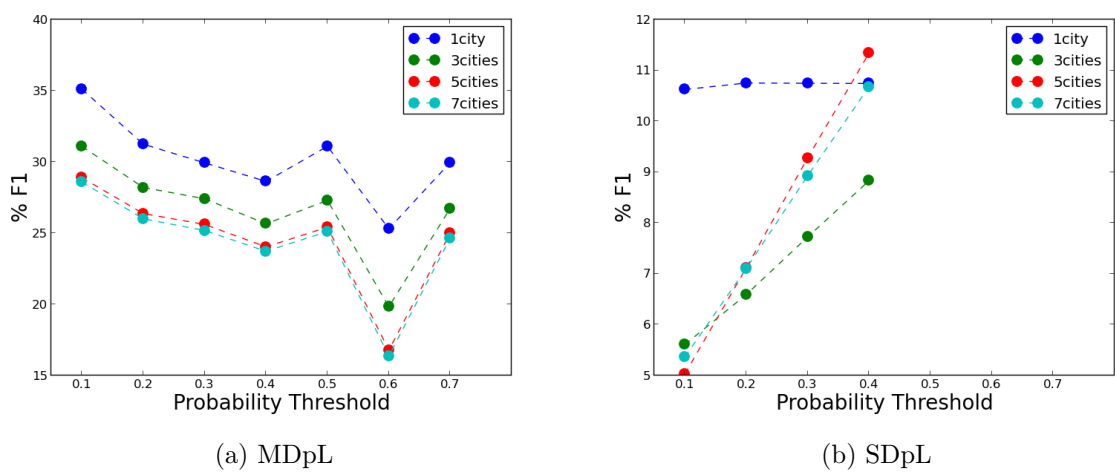 40
35
30
25
20
15
% F1
0.1 0.2 0.3 0.4 0.5 0.6 0.7
Probability Threshold
1city
3cities
5cities
7cities
(a) MDpL
12
11
10
9
8
7
6
5
% F1
0.1 0.2 0.3 0.4 0.5 0.6 0.7
Probability Threshold
1city
3cities
5cities
7cities
(b) SDpL